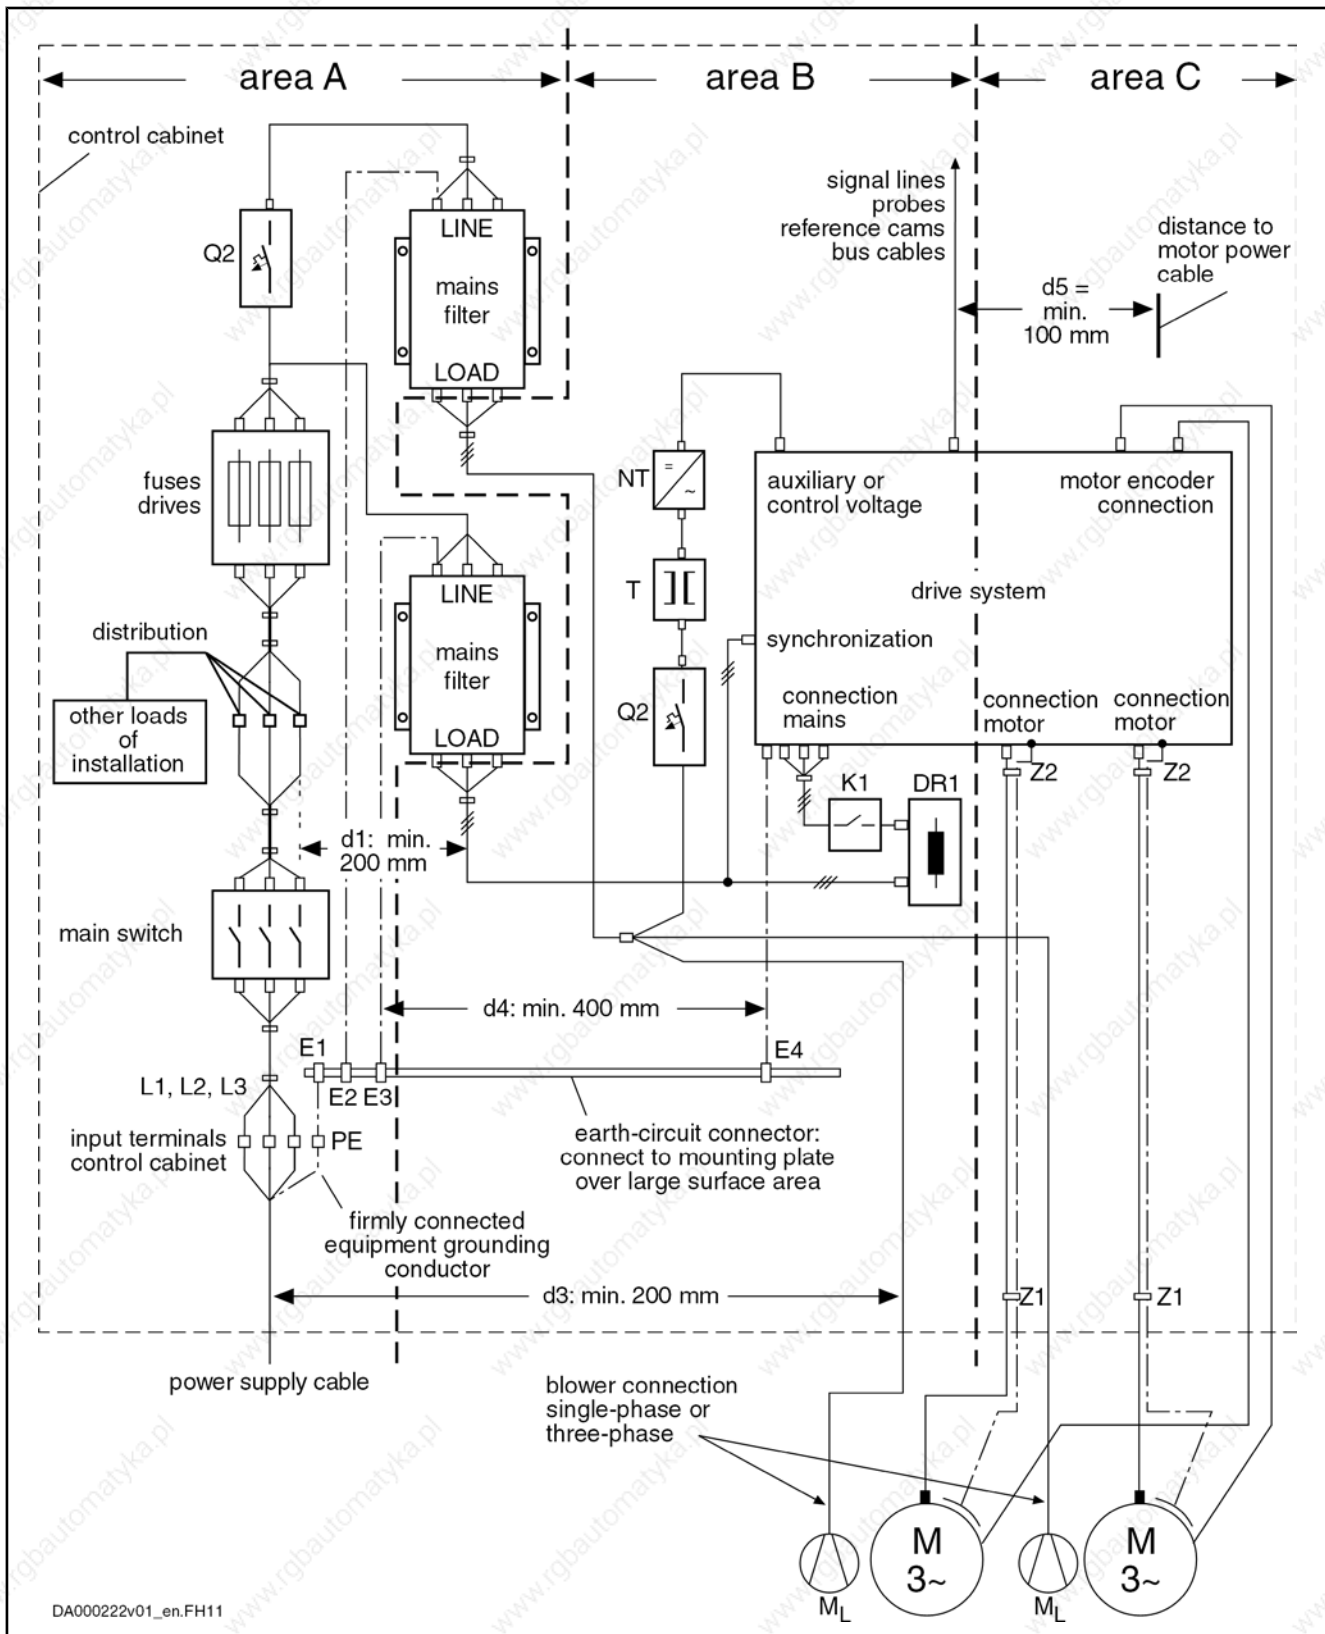 area A
area B
area C
control cabinet
signal lines
probes
reference cams
bus cables
distance to
motor power
cable
d5 =
min.
100 mm
Q2
LINE
mains
filter
LOAD
fuses
drives
NT
=
~
auxiliary or
control voltage
motor encoder
connection
T
drive system
LINE
mains
filter
LOAD
distribution
synchronization
other loads
of
installation
Q2
connection
mains
connection
motor
connection
motor
Z2
Z2
K1
DR1
d1: min.
200 mm
main switch
d4: min. 400 mm
E1
E4
L1, L2, L3
E2 E3
input terminals
control cabinet
PE
earth-circuit connector:
connect to mounting plate
over large surface area
firmly connected
equipment grounding
conductor
d3: min. 200 mm
Z1
Z1
power supply cable
blower connection
single-phase or
three-phase
M
3~
M
3~
ML
ML
DA000222v01_en.FH11
www.rgbautomatyka.pl